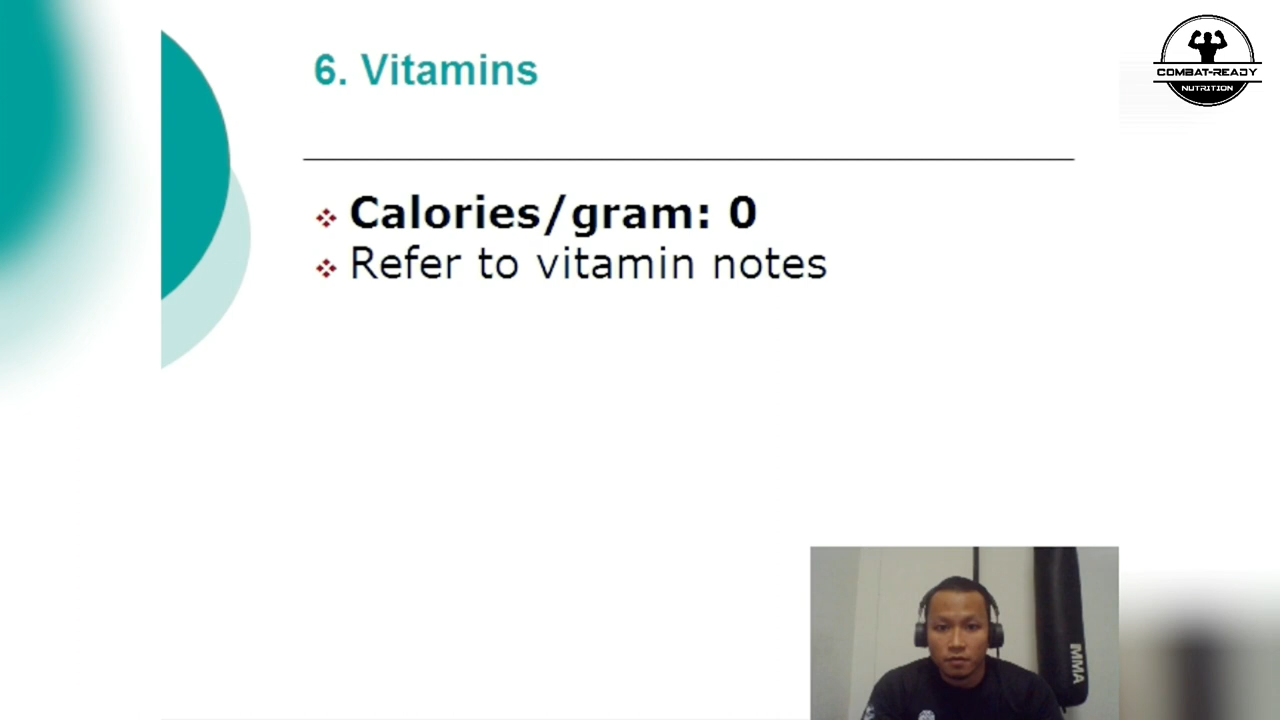 6. Vitamins
COMBAT-READY
NUTRITION
Calories/gram: 0
Refer to vitamin notes
MMA